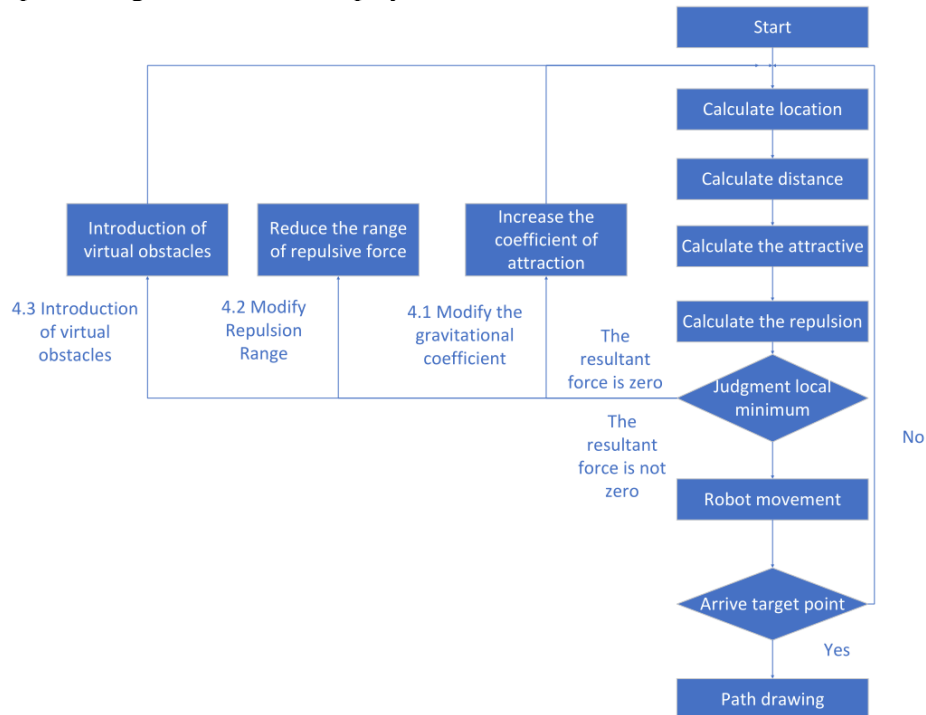 Start
Calculate location
Calculate distance
Introduction of
virtual obstacles
Reduce the range
of repulsive force
Increase the
coefficient of
attraction
Calculate the attractive
4.3 Introduction
of virtual
obstacles
4.2 Modify
Repulsion
Range
4.1 Modify the
gravitational
coefficient
Calculate the repulsion
The
resultant
force is zero
Judgment local
minimum
The
resultant
force is not
zero
No
Robot movement
Arrive target point
Yes
Path drawing